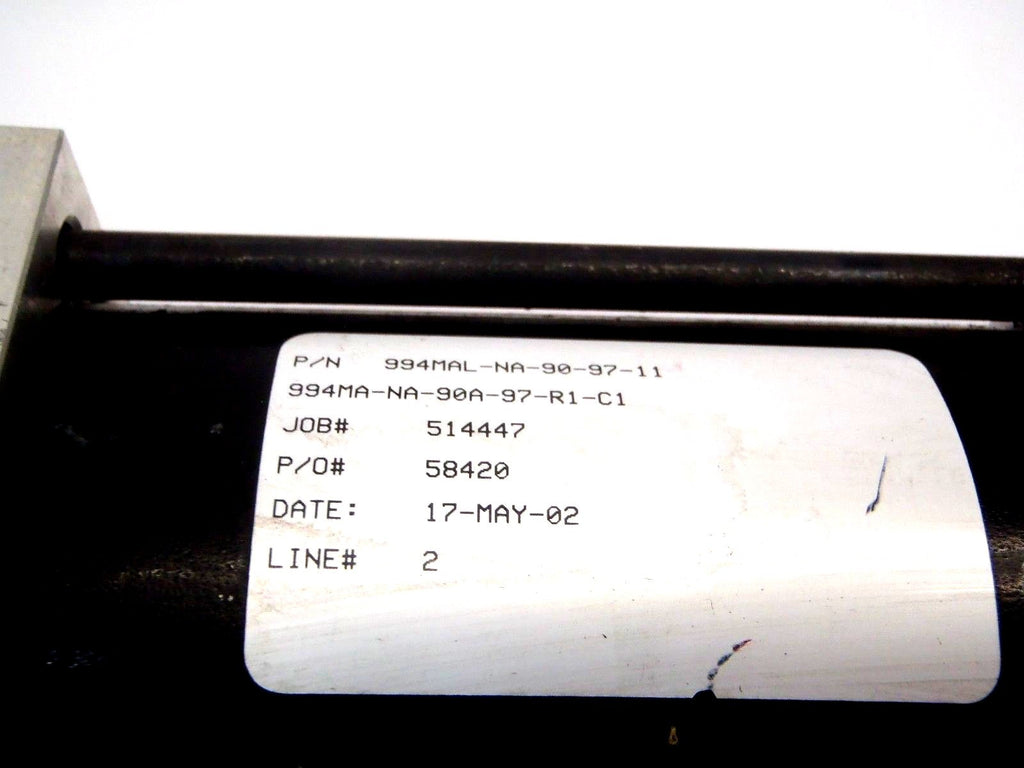 P/N 994MAL-NA-90-97-11
994MA-NA-90A-97-R1-C1
JOB# 514447
P/O# 58420
DATE: 17-MAY-02
LINE# 2